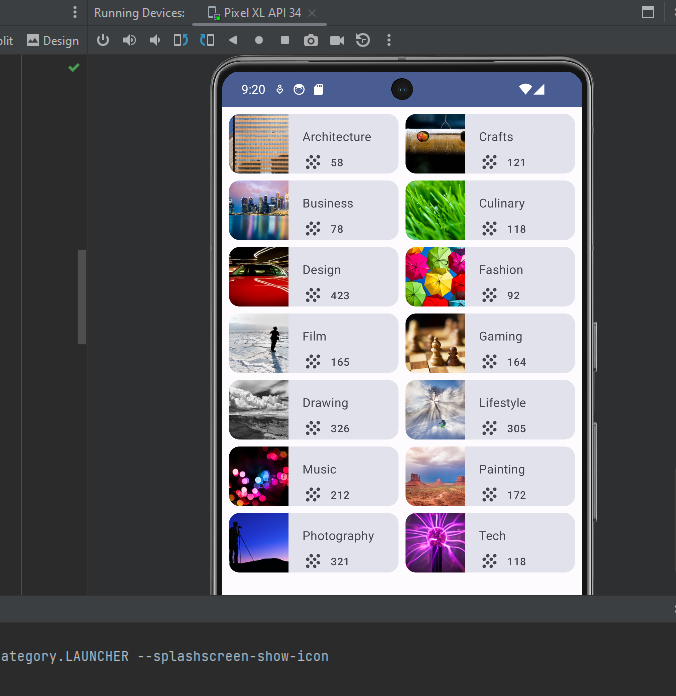 Running Devices: Pixel XL API 34
plit Design
9:20
Architecture Crafts
58 121
Business Culinary
78 118
Design Fashion
423 92
Film Gaming
165 164
Drawing Lifestyle
326 305
Music Painting
212 172
Photography Tech
321 118
ategory.LAUNCHER --splashscreen-show-icon